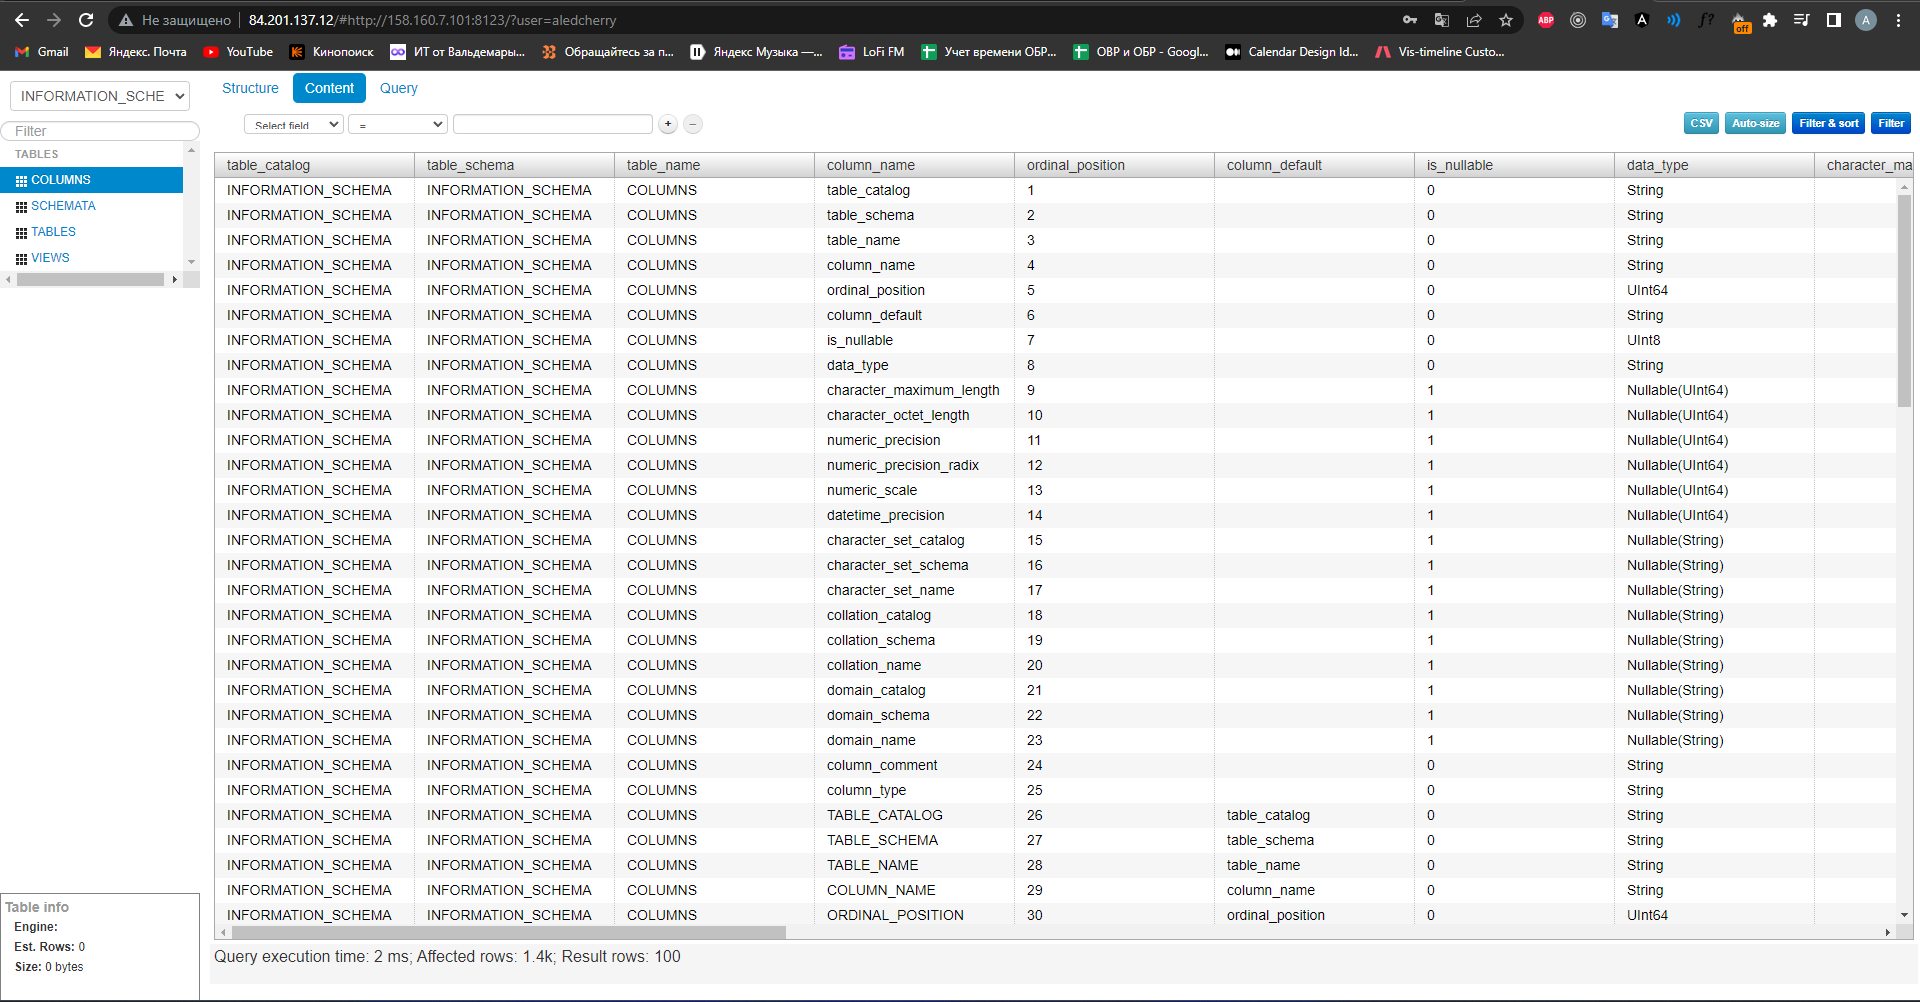 Не защищено 84.201.137.12/#http://158.160.7.101:8123/?user=aledcherry ABP off A
Gmail Яндекс. Почта YouTube Кинопоиск ИТ от Вальдемары... Обращайтесь за п... Яндекс Музыка —... LoFi FM Учет времени ОБР... ОВР и ОБР - Googl... Calendar Design Id... Vis-timeline Custo...
INFORMATION_SCHE Structure Content Query
Filter Select field = + − CSV Auto-size Filter & sort Filter
TABLES
COLUMNS
SCHEMATA
TABLES
VIEWS
table_catalog table_schema table_name column_name ordinal_position column_default is_nullable data_type character_ma
INFORMATION_SCHEMA INFORMATION_SCHEMA COLUMNS table_catalog 1 0 String
INFORMATION_SCHEMA INFORMATION_SCHEMA COLUMNS table_schema 2 0 String
INFORMATION_SCHEMA INFORMATION_SCHEMA COLUMNS table_name 3 0 String
INFORMATION_SCHEMA INFORMATION_SCHEMA COLUMNS column_name 4 0 String
INFORMATION_SCHEMA INFORMATION_SCHEMA COLUMNS ordinal_position 5 0 UInt64
INFORMATION_SCHEMA INFORMATION_SCHEMA COLUMNS column_default 6 0 String
INFORMATION_SCHEMA INFORMATION_SCHEMA COLUMNS is_nullable 7 0 UInt8
INFORMATION_SCHEMA INFORMATION_SCHEMA COLUMNS data_type 8 0 String
INFORMATION_SCHEMA INFORMATION_SCHEMA COLUMNS character_maximum_length 9 1 Nullable(UInt64)
INFORMATION_SCHEMA INFORMATION_SCHEMA COLUMNS character_octet_length 10 1 Nullable(UInt64)
INFORMATION_SCHEMA INFORMATION_SCHEMA COLUMNS numeric_precision 11 1 Nullable(UInt64)
INFORMATION_SCHEMA INFORMATION_SCHEMA COLUMNS numeric_precision_radix 12 1 Nullable(UInt64)
INFORMATION_SCHEMA INFORMATION_SCHEMA COLUMNS numeric_scale 13 1 Nullable(UInt64)
INFORMATION_SCHEMA INFORMATION_SCHEMA COLUMNS datetime_precision 14 1 Nullable(UInt64)
INFORMATION_SCHEMA INFORMATION_SCHEMA COLUMNS character_set_catalog 15 1 Nullable(String)
INFORMATION_SCHEMA INFORMATION_SCHEMA COLUMNS character_set_schema 16 1 Nullable(String)
INFORMATION_SCHEMA INFORMATION_SCHEMA COLUMNS character_set_name 17 1 Nullable(String)
INFORMATION_SCHEMA INFORMATION_SCHEMA COLUMNS collation_catalog 18 1 Nullable(String)
INFORMATION_SCHEMA INFORMATION_SCHEMA COLUMNS collation_schema 19 1 Nullable(String)
INFORMATION_SCHEMA INFORMATION_SCHEMA COLUMNS collation_name 20 1 Nullable(String)
INFORMATION_SCHEMA INFORMATION_SCHEMA COLUMNS domain_catalog 21 1 Nullable(String)
INFORMATION_SCHEMA INFORMATION_SCHEMA COLUMNS domain_schema 22 1 Nullable(String)
INFORMATION_SCHEMA INFORMATION_SCHEMA COLUMNS domain_name 23 1 Nullable(String)
INFORMATION_SCHEMA INFORMATION_SCHEMA COLUMNS column_comment 24 0 String
INFORMATION_SCHEMA INFORMATION_SCHEMA COLUMNS column_type 25 0 String
INFORMATION_SCHEMA INFORMATION_SCHEMA COLUMNS TABLE_CATALOG 26 table_catalog 0 String
INFORMATION_SCHEMA INFORMATION_SCHEMA COLUMNS TABLE_SCHEMA 27 table_schema 0 String
INFORMATION_SCHEMA INFORMATION_SCHEMA COLUMNS TABLE_NAME 28 table_name 0 String
INFORMATION_SCHEMA INFORMATION_SCHEMA COLUMNS COLUMN_NAME 29 column_name 0 String
INFORMATION_SCHEMA INFORMATION_SCHEMA COLUMNS ORDINAL_POSITION 30 ordinal_position 0 UInt64
Table info
Engine:
Est. Rows: 0
Size: 0 bytes
Query execution time: 2 ms; Affected rows: 1.4k; Result rows: 100